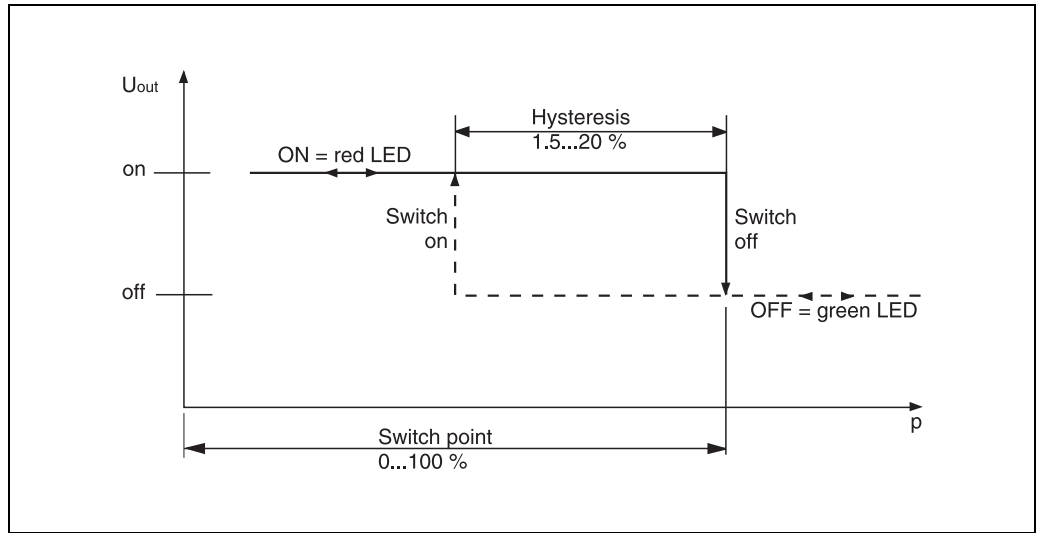 Uout
Hysteresis
1.5...20 %
ON = red LED
on
Switch
on
Switch
off
off
OFF = green LED
p
Switch point
0...100 %